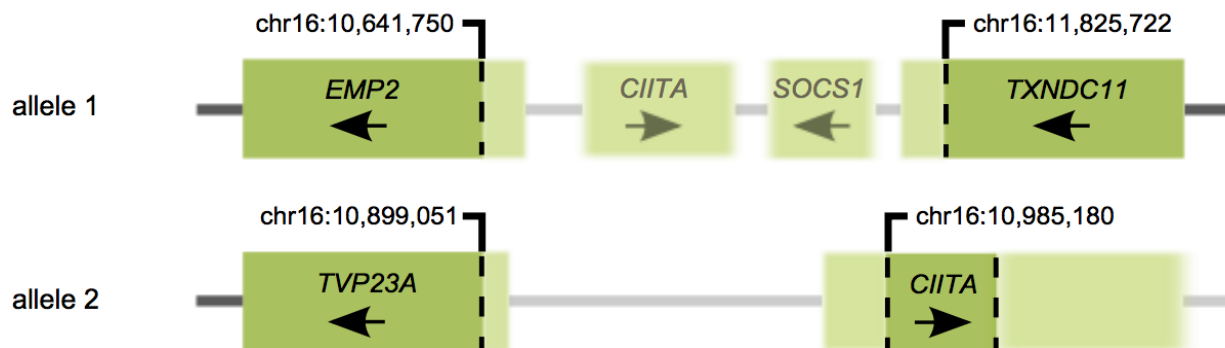 chr16:10,641,750 chr16:11,825,722
allele 1 EMP2 CIITA SOCS1 TXNDC11
chr16:10,899,051 chr16:10,985,180
allele 2 TVP23A CIITA